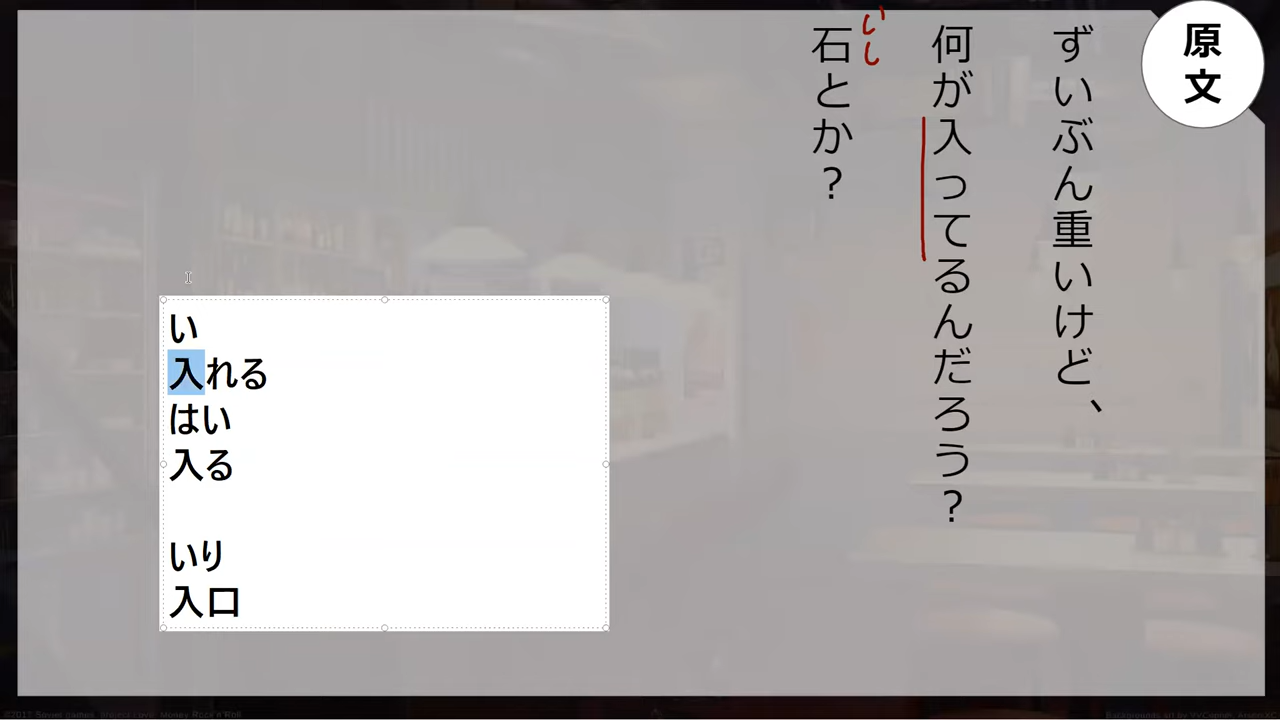 原文
ずいぶん重いけど、
何が入ってるんだろう？
いし
石とか？
い
入れる
はい
入る
いり
入口